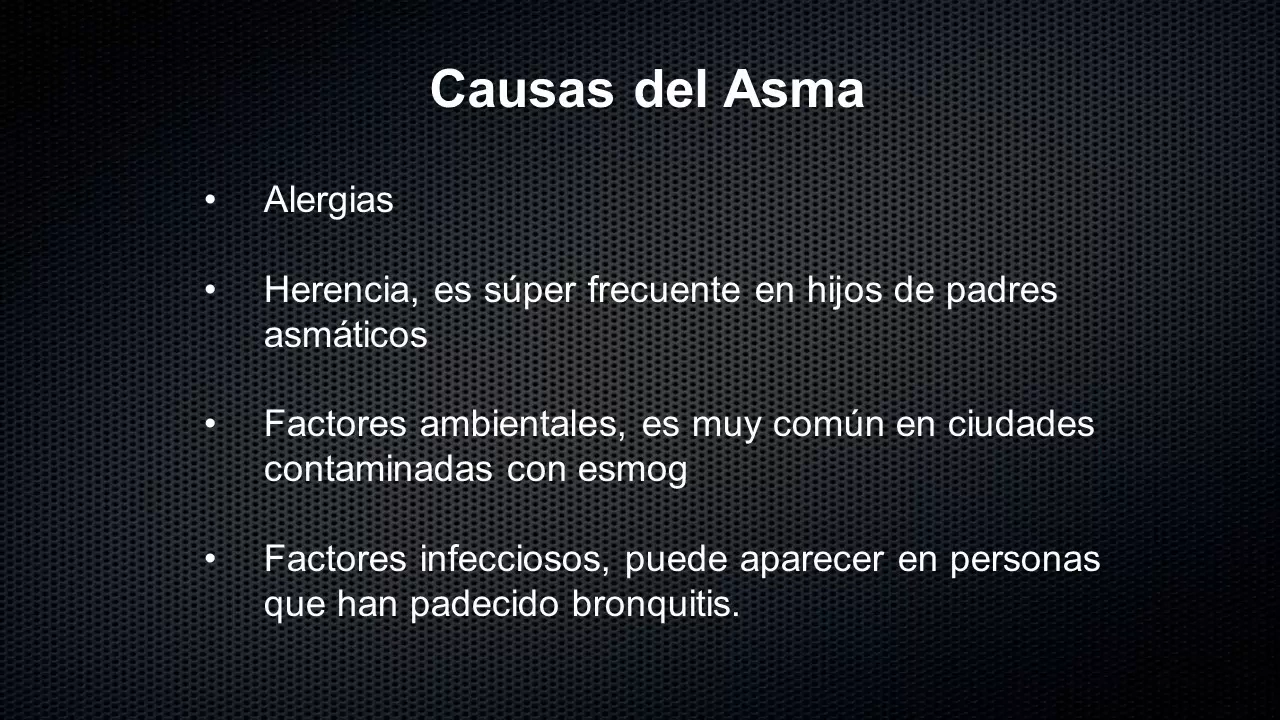 Causas del Asma
• Alergias
• Herencia, es súper frecuente en hijos de padres
asmáticos
• Factores ambientales, es muy común en ciudades
contaminadas con esmog
• Factores infecciosos, puede aparecer en personas
que han padecido bronquitis.